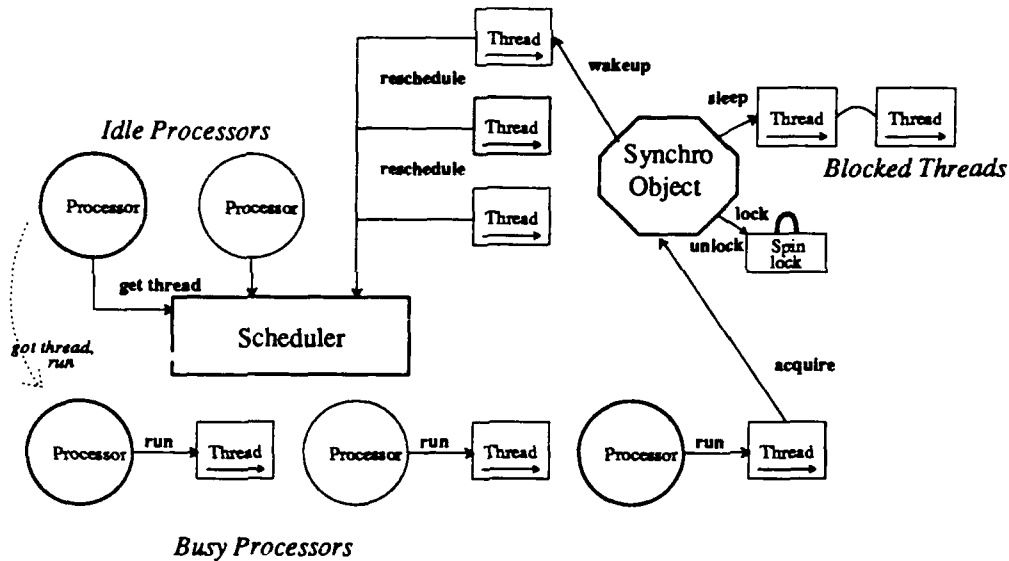 Thread
wakeup
reschedule
sleep
Thread
Thread
Idle Processors
Thread
Synchro
Object
Blocked Threads
reschedule
Processor
Processor
Thread
lock
unlock
Spin
lock
get thread
Scheduler
got thread,
run
acquire
Processor
run
Thread
Processor
run
Thread
Processor
run
Thread
Busy Processors